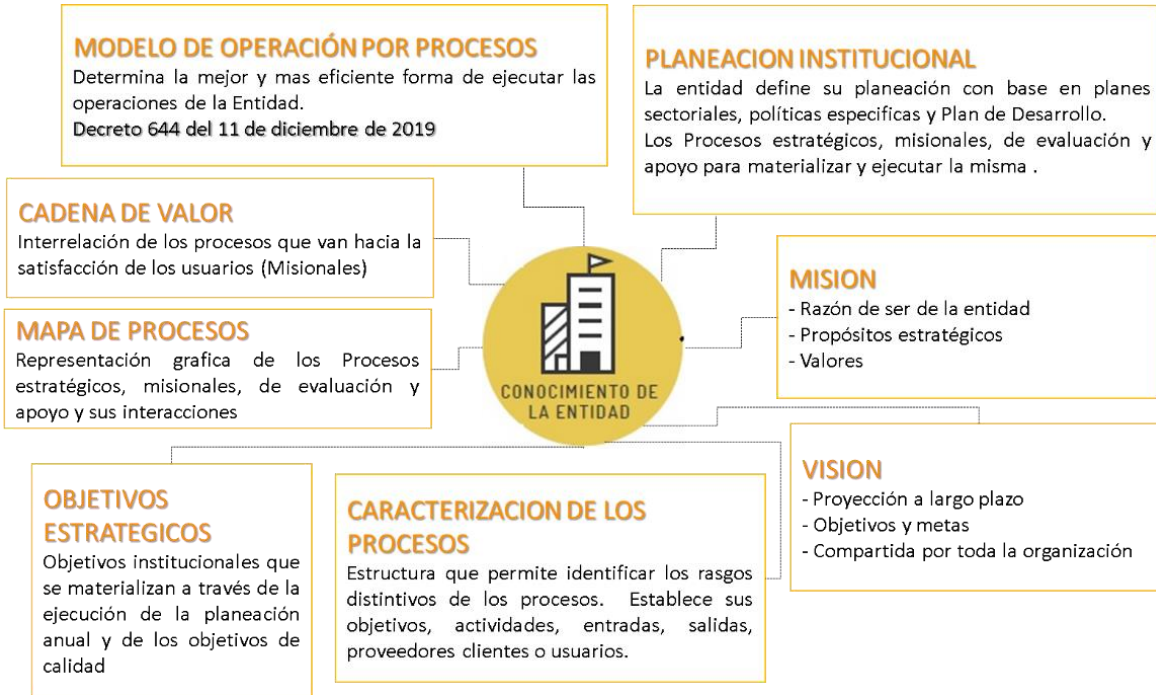 MODELO DE OPERACIÓN POR PROCESOS
Determina la mejor y mas eficiente forma de ejecutar las
operaciones de la Entidad.
Decreto 644 del 11 de diciembre de 2019
PLANEACION INSTITUCIONAL
La entidad define su planeación con base en planes
sectoriales, políticas especificas y Plan de Desarrollo.
Los Procesos estratégicos, misionales, de evaluación y
apoyo para materializar y ejecutar la misma .
CADENA DE VALOR
Interrelación de los procesos que van hacia la
satisfacción de los usuarios (Misionales)
MAPA DE PROCESOS
Representación grafica de los Procesos
estratégicos, misionales, de evaluación y
apoyo y sus interacciones
CONOCIMIENTO DE
LA ENTIDAD
MISION
- Razón de ser de la entidad
- Propósitos estratégicos
- Valores
OBJETIVOS
ESTRATEGICOS
Objetivos institucionales que
se materializan a través de la
ejecución de la planeación
anual y de los objetivos de
calidad
CARACTERIZACION DE LOS
PROCESOS
Estructura que permite identificar los rasgos
distintivos de los procesos. Establece sus
objetivos, actividades, entradas, salidas,
proveedores clientes o usuarios.
VISION
- Proyección a largo plazo
- Objetivos y metas
- Compartida por toda la organización